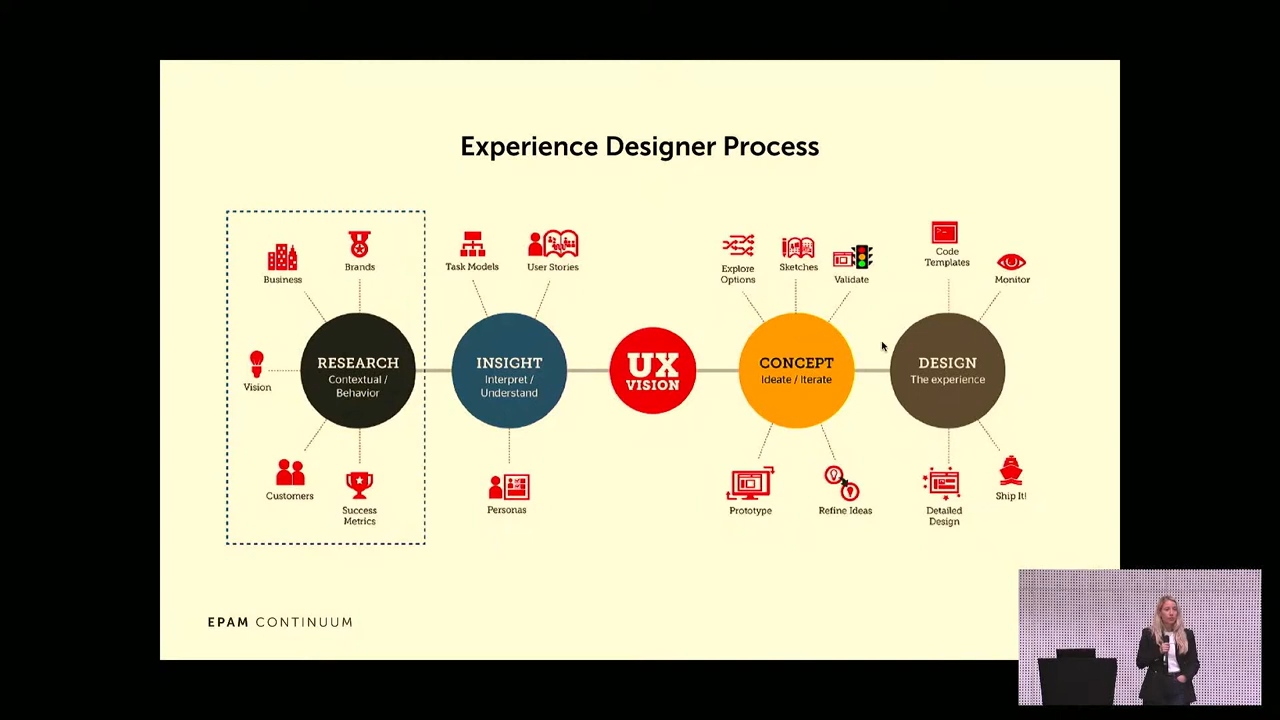 Experience Designer Process
Business
Brands
Vision
RESEARCH
Contextual /
Behavior
Customers
Success
Metrics
Task Models
User Stories
INSIGHT
Interpret /
Understand
Personas
UX
VISION
Explore
Options
Sketches
Validate
CONCEPT
Ideate / Iterate
Prototype
Refine Ideas
Code
Templates
Monitor
DESIGN
The experience
Detailed
Design
Ship It!
EPAM CONTINUUM